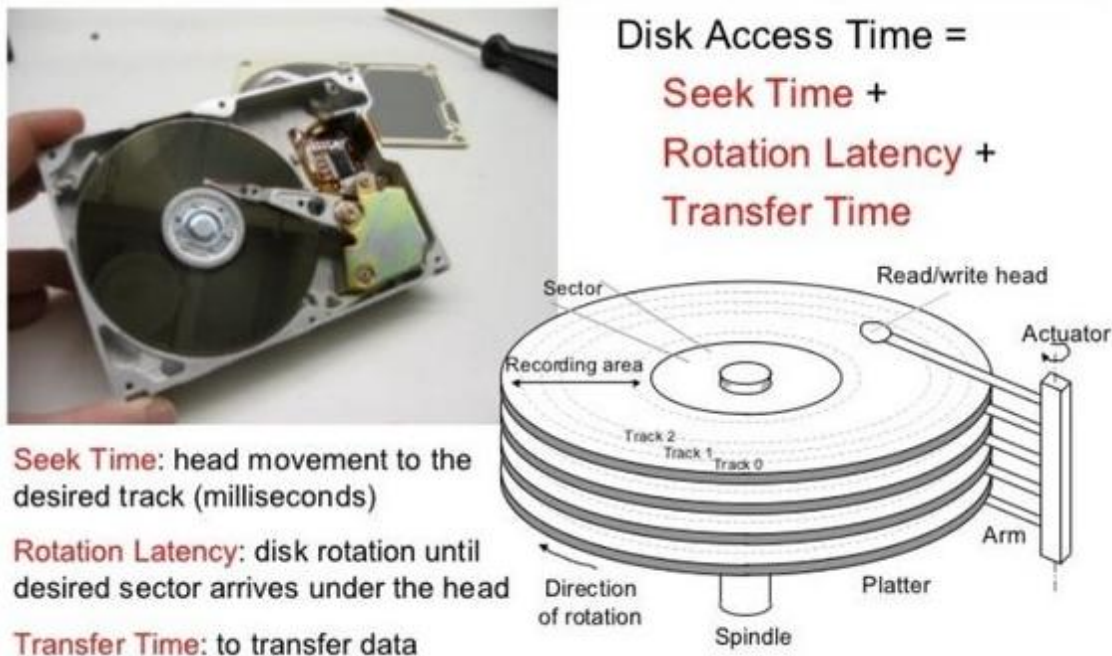 Disk Access Time =
Seek Time +
Rotation Latency +
Transfer Time
Read/write head
Sector
Actuator
Recording area
Track 2
Track 1
Track 0
Arm
Platter
Direction
of rotation
Spindle
Seek Time: head movement to the
desired track (milliseconds)
Rotation Latency: disk rotation until
desired sector arrives under the head
Transfer Time: to transfer data